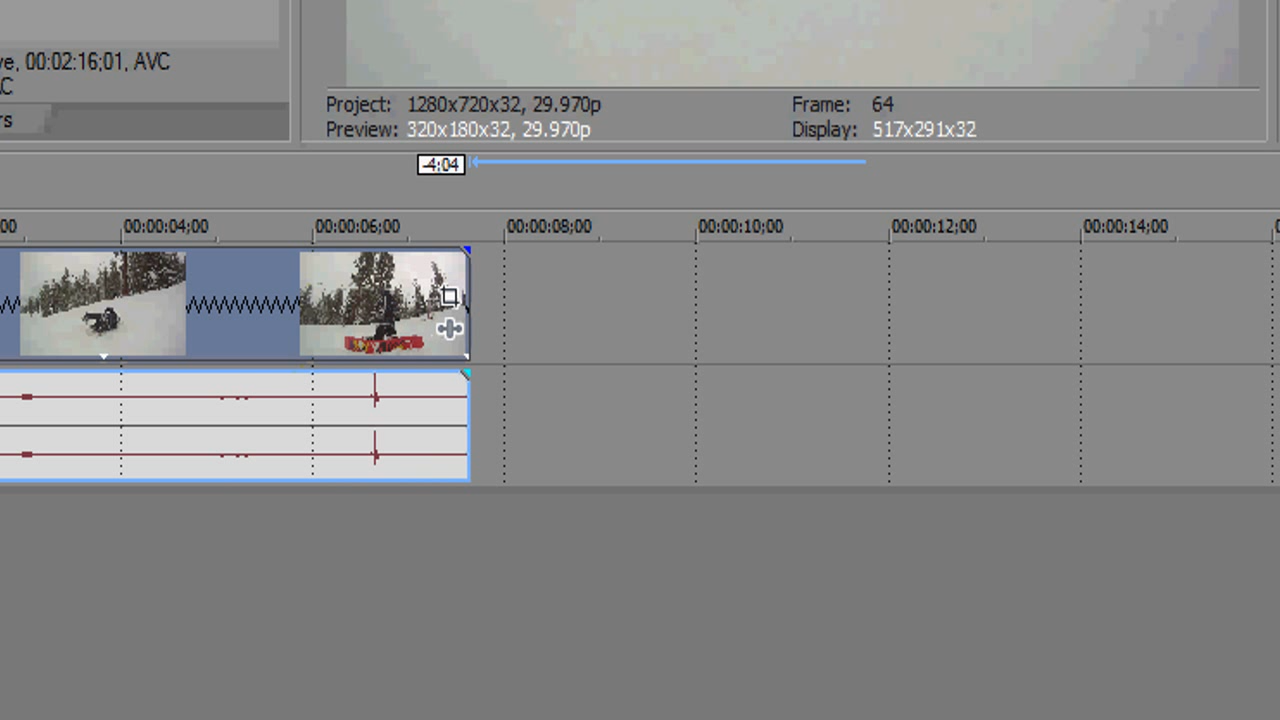 ve, 00:02:16;01, AVC
C
rs
Project: 1280x720x32, 29.970p
Preview: 320x180x32, 29.970p
Frame: 64
Display: 517x291x32
-4:04
00 00:00:04;00 00:00:06;00 00:00:08;00 00:00:10;00 00:00:12;00 00:00:14;00